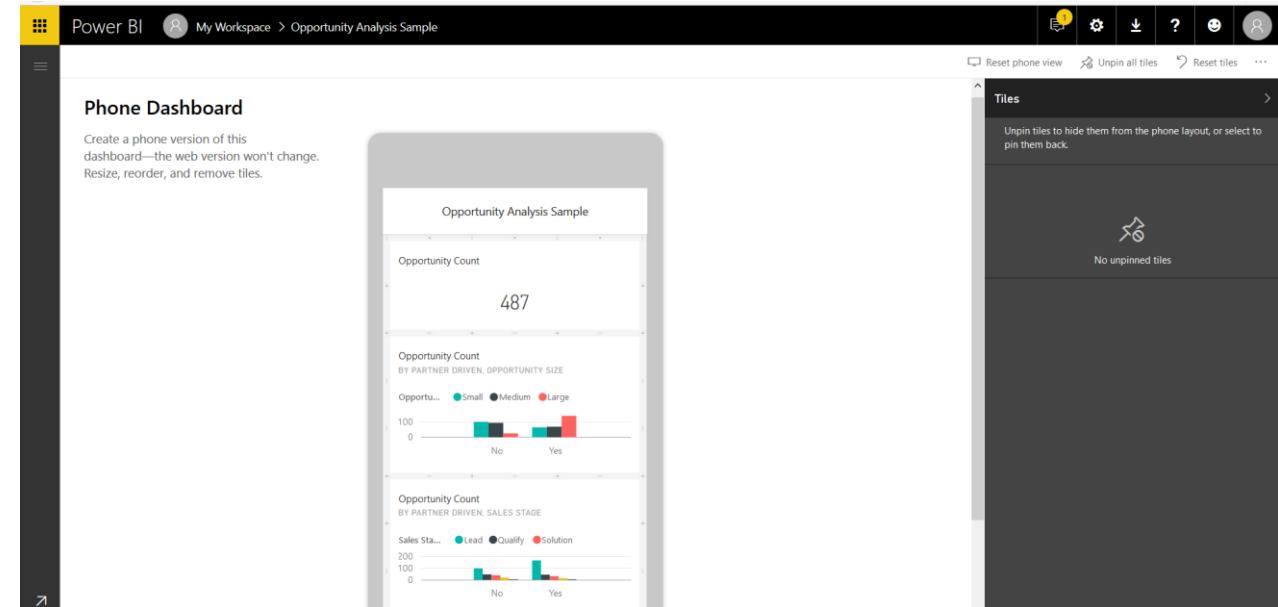 Power BI
My Workspace > Opportunity Analysis Sample
1
?
Reset phone view
Unpin all tiles
Reset tiles
...
Phone Dashboard
Create a phone version of this
dashboard—the web version won't change.
Resize, reorder, and remove tiles.
Opportunity Analysis Sample
Opportunity Count
487
Opportunity Count
BY PARTNER DRIVEN, OPPORTUNITY SIZE
Opportu... Small Medium Large
100
0
No Yes
Opportunity Count
BY PARTNER DRIVEN, SALES STAGE
Sales Sta... Lead Qualify Solution
200
100
0
No Yes
Tiles
Unpin tiles to hide them from the phone layout, or select to
pin them back.
No unpinned tiles